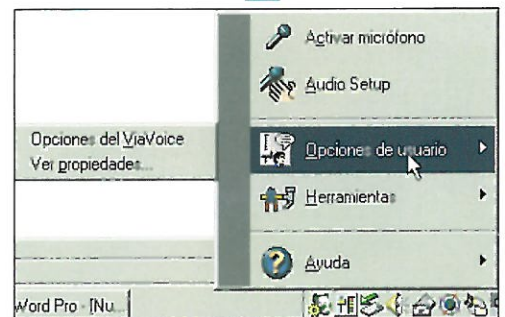 Activar micrófono
Audio Setup
Opciones de usuario
Opciones del ViaVoice
Ver propiedades...
Herramientas
Ayuda
Word Pro - [Nu...